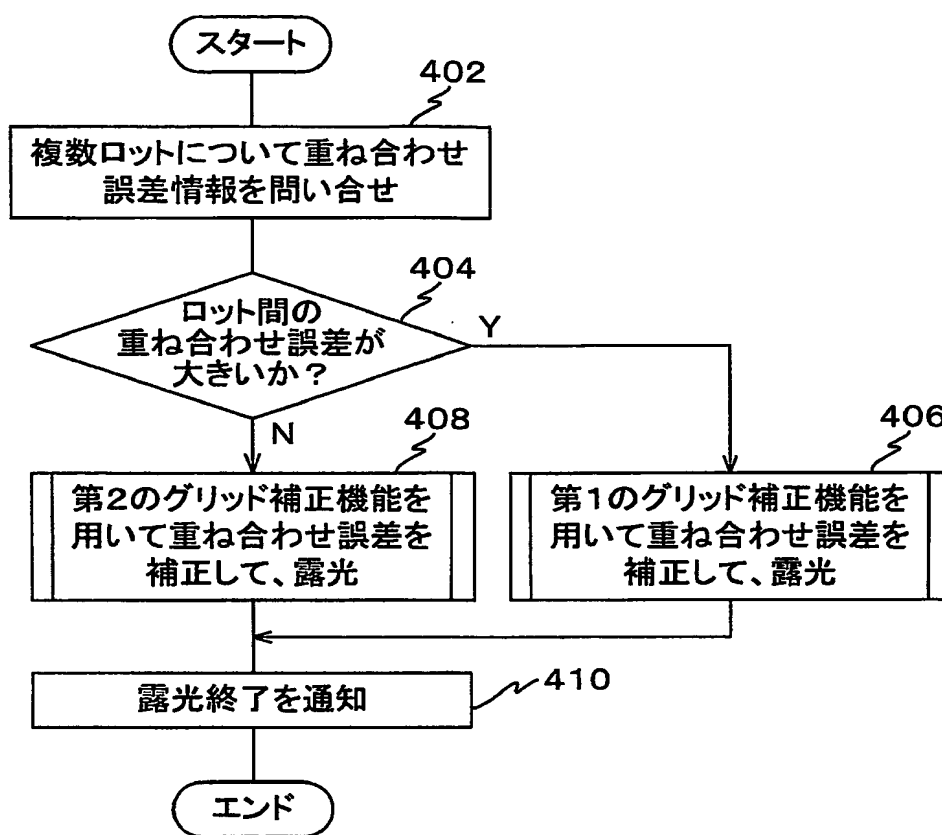 スタート
402
複数ロットについて重ね合わせ
誤差情報を問い合せ
404
ロット間の
重ね合わせ誤差が
大きいか？
Y
N
408
第2のグリッド補正機能を
用いて重ね合わせ誤差を
補正して、露光
406
第1のグリッド補正機能を
用いて重ね合わせ誤差を
補正して、露光
露光終了を通知
410
エンド